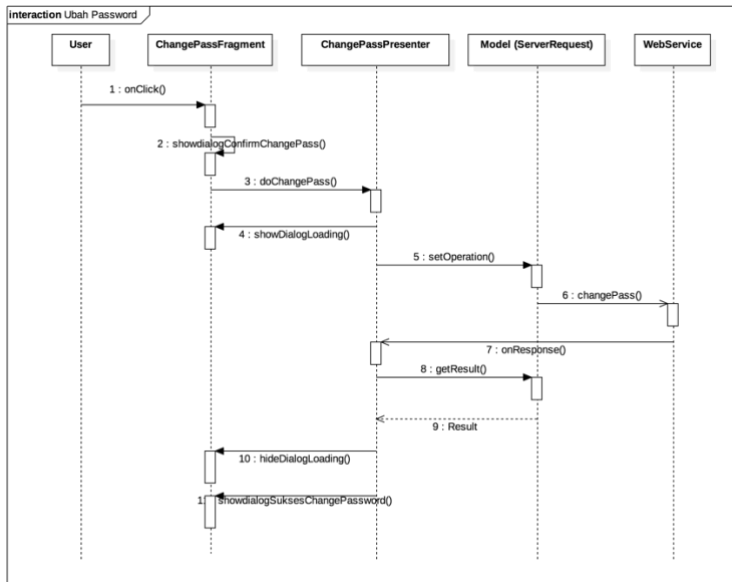 interaction Ubah Password
User
ChangePassFragment
ChangePassPresenter
Model (ServerRequest)
WebService
1 : onClick()
2 : showdialogConfirmChangePass()
3 : doChangePass()
4 : showDialogLoading()
5 : setOperation()
6 : changePass()
7 : onResponse()
8 : getResult()
9 : Result
10 : hideDialogLoading()
showdialogSuksesChangePassword()